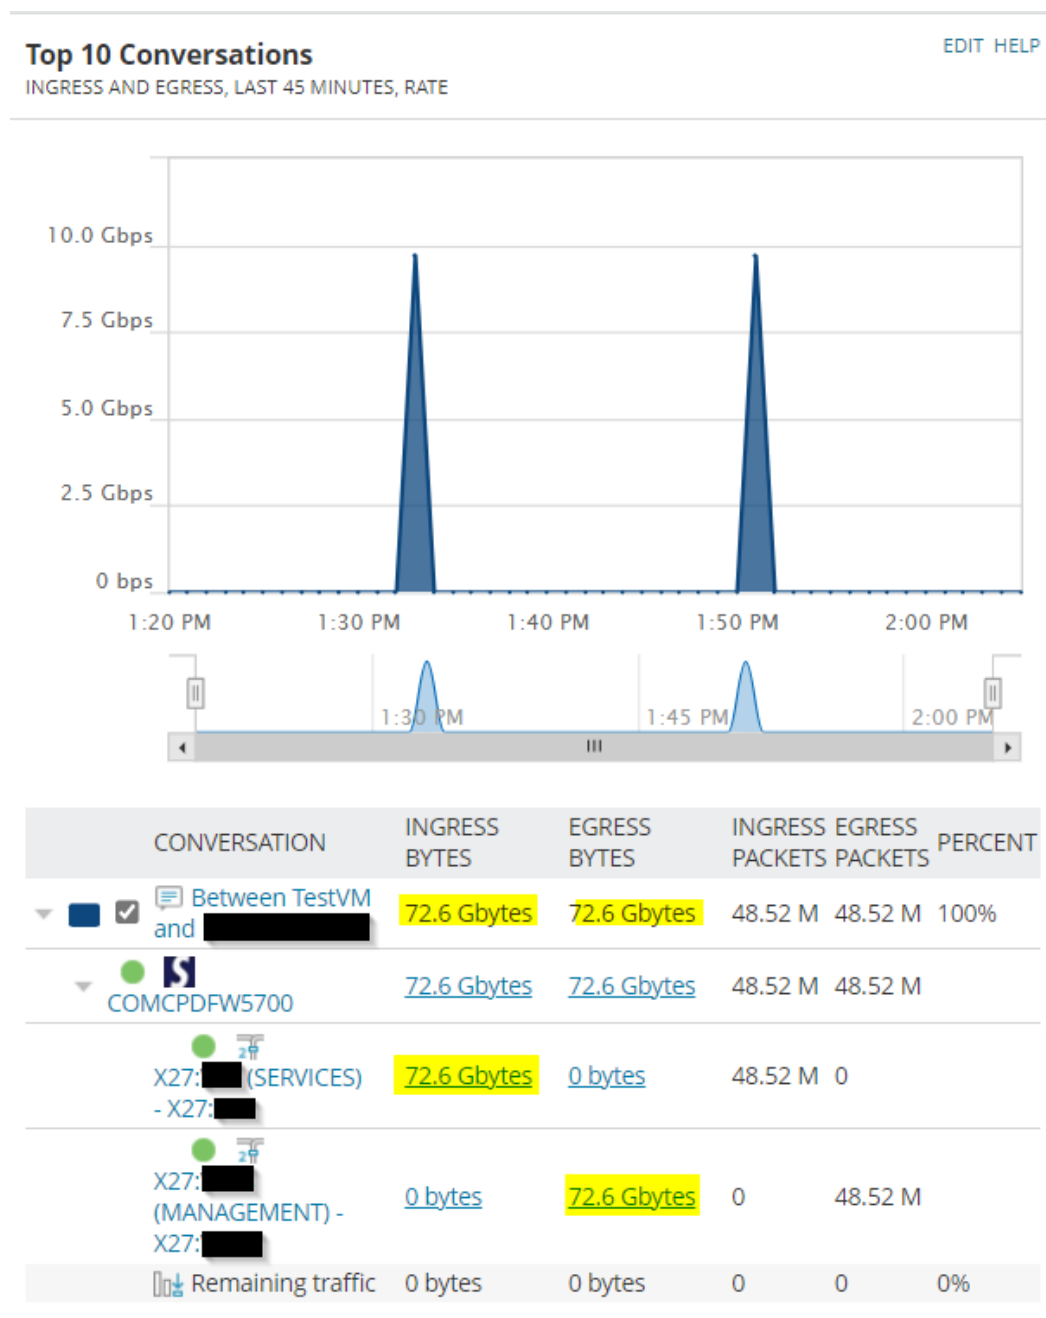 Top 10 Conversations
EDIT HELP
INGRESS AND EGRESS, LAST 45 MINUTES, RATE
10.0 Gbps
7.5 Gbps
5.0 Gbps
2.5 Gbps
0 bps
1:20 PM 1:30 PM 1:40 PM 1:50 PM 2:00 PM
1:30 PM 1:45 PM 2:00 PM
CONVERSATION INGRESS BYTES EGRESS BYTES INGRESS PACKETS EGRESS PACKETS PERCENT
Between TestVM
and
72.6 Gbytes 72.6 Gbytes 48.52 M 48.52 M 100%
S
COMCPDFW5700
72.6 Gbytes 72.6 Gbytes 48.52 M 48.52 M
2
X27: (SERVICES)
- X27:
72.6 Gbytes 0 bytes 48.52 M 0
2
X27:
(MANAGEMENT) -
X27:
0 bytes 72.6 Gbytes 0 48.52 M
Remaining traffic 0 bytes 0 bytes 0 0 0%